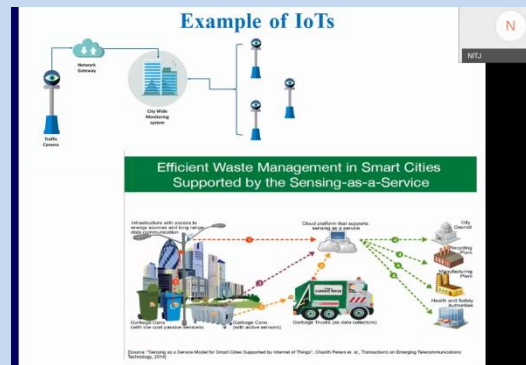 Example of IoTs
N
NITJ
Network
Gateway
City Wide
Monitoring
system
Traffic
Camera
Efficient Waste Management in Smart Cities
Supported by the Sensing-as-a-Service
Infrastructure with access to
energy sources and long range
data communication
Cloud platform that supports
sensing as a service
City
Council
Recycling
Plant
Manufacturing
Plant
Health and Safety
Authorities
Garbage Cans
(with low cost passive sensors)
Garbage Cans
(with active sensors)
Garbage Trucks (as data collectors)
[Source: "Sensing as a Service Model for Smart Cities Supported by Internet of Things", Charith Perera et. al., Transactions on Emerging Telecommunications
Technology, 2014]